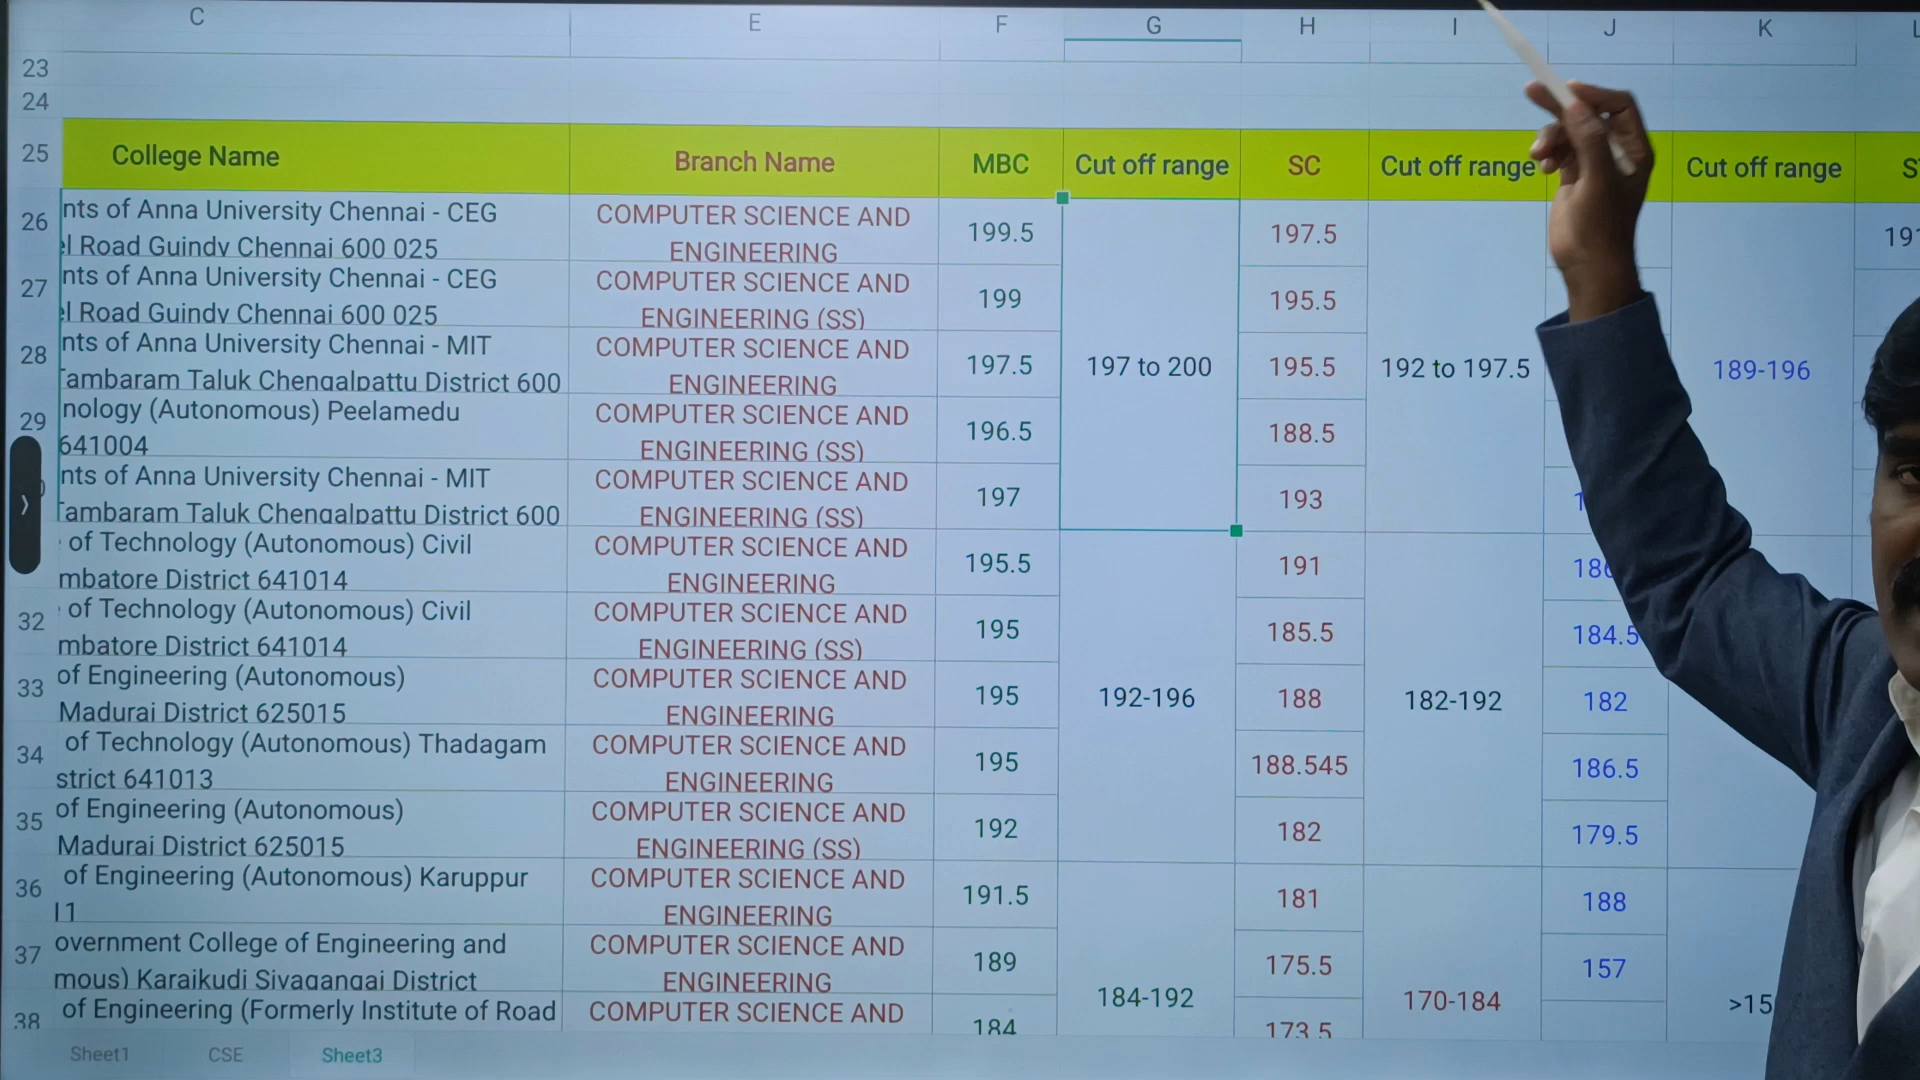 C E F G H I J K L
23
24
25 College Name Branch Name MBC Cut off range SC Cut off range Cut off range
26 nts of Anna University Chennai - CEG COMPUTER SCIENCE AND 199.5 197.5
el Road Guindy Chennai 600 025 ENGINEERING
27 nts of Anna University Chennai - CEG COMPUTER SCIENCE AND 199 195.5
el Road Guindy Chennai 600 025 ENGINEERING (SS)
28 nts of Anna University Chennai - MIT COMPUTER SCIENCE AND 197.5 197 to 200 195.5 192 to 197.5 189-196
Tambaram Taluk Chengalpattu District 600 ENGINEERING
29 nology (Autonomous) Peelamedu COMPUTER SCIENCE AND 196.5 188.5
641004 ENGINEERING (SS)
nts of Anna University Chennai - MIT COMPUTER SCIENCE AND 197 193
Tambaram Taluk Chengalpattu District 600 ENGINEERING (SS)
of Technology (Autonomous) Civil COMPUTER SCIENCE AND 195.5 191
mbatore District 641014 ENGINEERING
32 of Technology (Autonomous) Civil COMPUTER SCIENCE AND 195 185.5 184.5
mbatore District 641014 ENGINEERING (SS)
33 of Engineering (Autonomous) COMPUTER SCIENCE AND 195 192-196 188 182-192 182
Madurai District 625015 ENGINEERING
34 of Technology (Autonomous) Thadagam COMPUTER SCIENCE AND 195 188.545 186.5
strict 641013 ENGINEERING
35 of Engineering (Autonomous) COMPUTER SCIENCE AND 192 182 179.5
Madurai District 625015 ENGINEERING (SS)
36 of Engineering (Autonomous) Karuppur COMPUTER SCIENCE AND 191.5 181 188
11 ENGINEERING
37 overnment College of Engineering and COMPUTER SCIENCE AND 189 175.5 157
mous) Karaikudi Sivagangai District ENGINEERING 184-192 170-184 >15
38 of Engineering (Formerly Institute of Road COMPUTER SCIENCE AND 184 173.5
Sheet1 CSE Sheet3